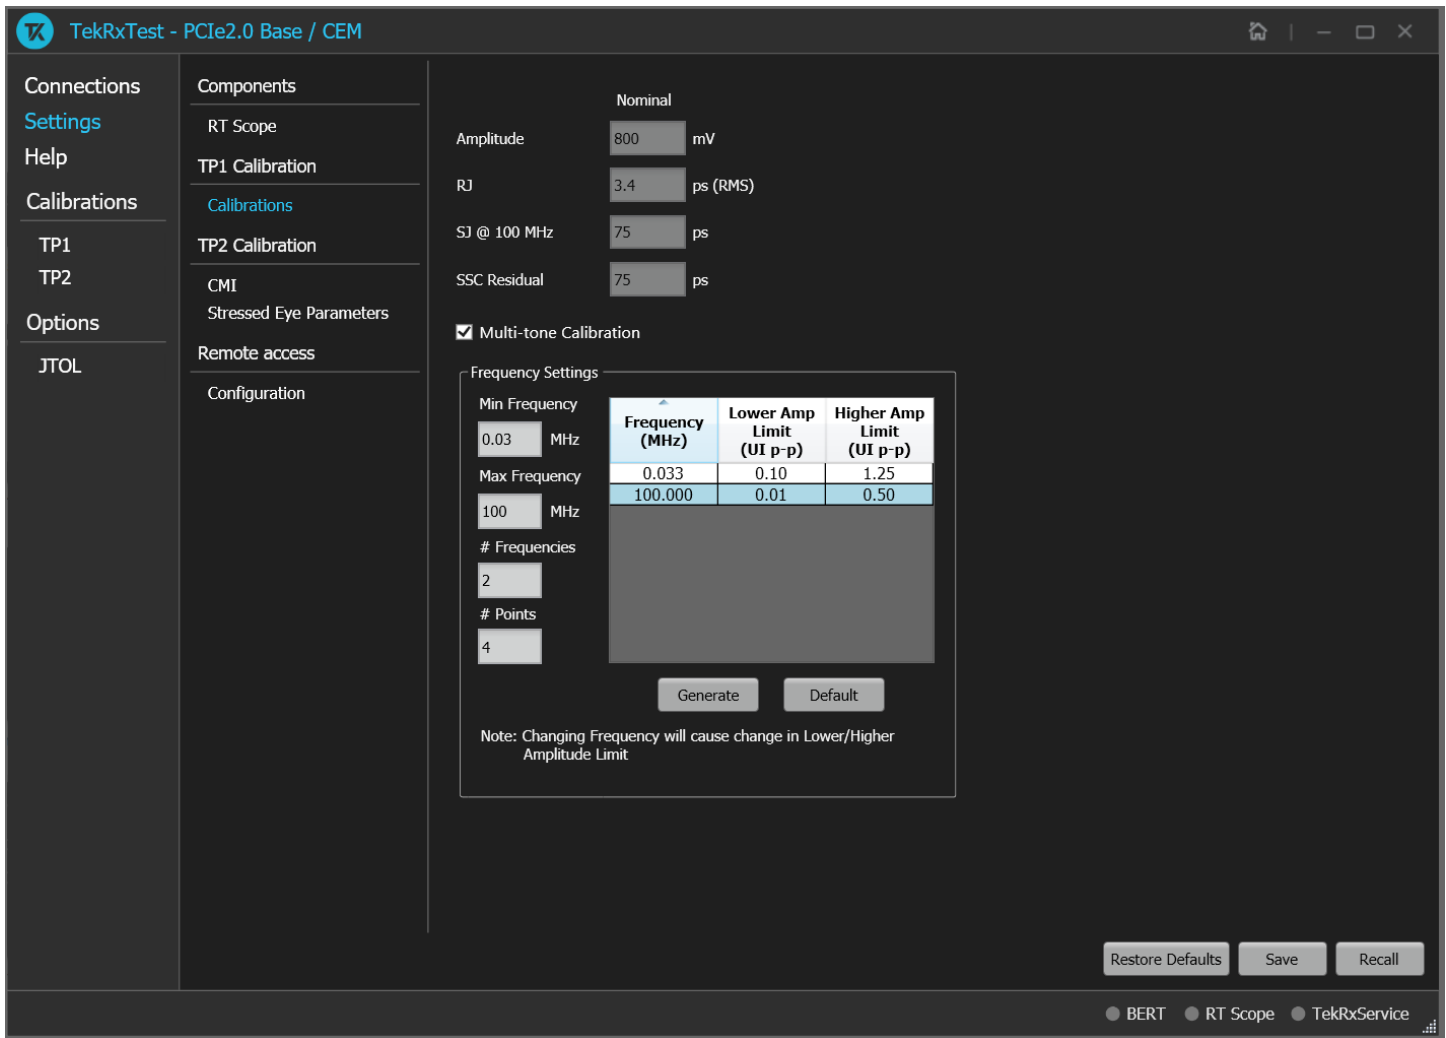 TekRxTest - PCIe2.0 Base / CEM
Connections
Settings
Help
Calibrations
TP1
TP2
Options
JTOL
Components
RT Scope
TP1 Calibration
Calibrations
TP2 Calibration
CMI
Stressed Eye Parameters
Remote access
Configuration
Nominal
Amplitude 800 mV
RJ 3.4 ps (RMS)
SJ @ 100 MHz 75 ps
SSC Residual 75 ps
Multi-tone Calibration
Frequency Settings
Min Frequency
0.03 MHz
Max Frequency
100 MHz
# Frequencies
2
# Points
4
Frequency
(MHz)
Lower Amp
Limit
(UI p-p)
Higher Amp
Limit
(UI p-p)
0.033 0.10 1.25
100.000 0.01 0.50
Generate Default
Note: Changing Frequency will cause change in Lower/Higher
Amplitude Limit
Restore Defaults Save Recall
BERT RT Scope TekRxService